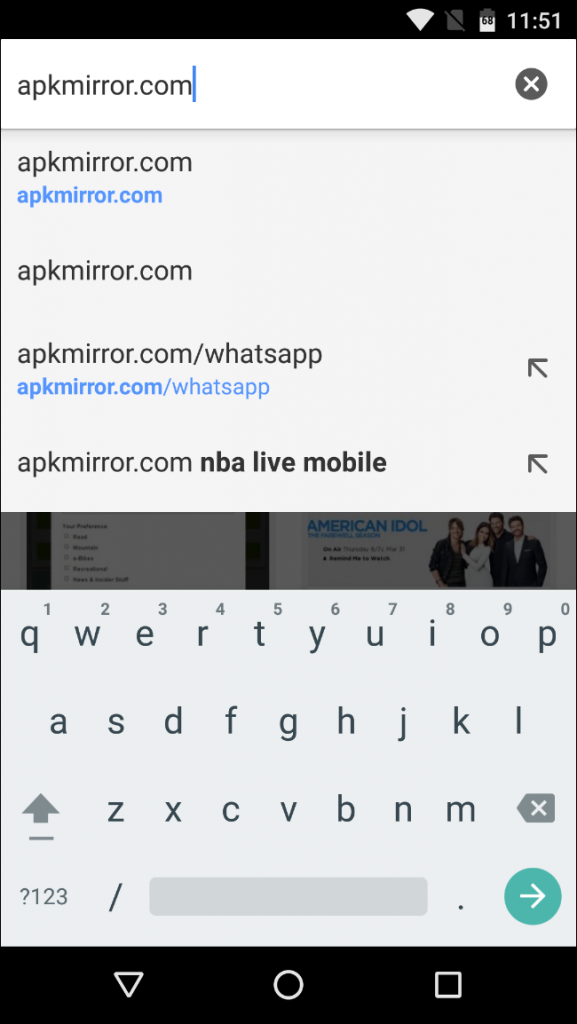 68 11:51
apkmirror.com
apkmirror.com
apkmirror.com
apkmirror.com
apkmirror.com/whatsapp
apkmirror.com/whatsapp
apkmirror.com nba live mobile
Your Preference
Road
Mountain
e-Bikes
Recreational
News & Insider Stuff
AMERICAN IDOL
THE FAREWELL SEASON
On Air Thursday 8/7c Mar 31
& Remind Me to Watch
1 2 3 4 5 6 7 8 9 0
q w e r t y u i o p
a s d f g h j k l
z x c v b n m
?123 / .